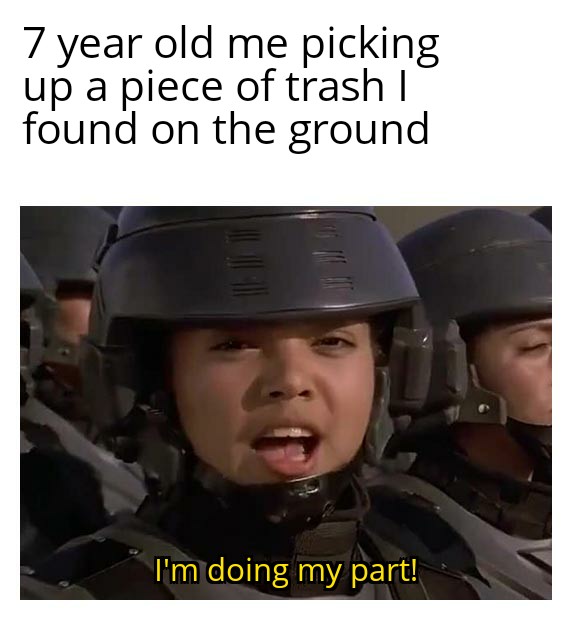 7 year old me picking
up a piece of trash I
found on the ground
I'm doing my part!